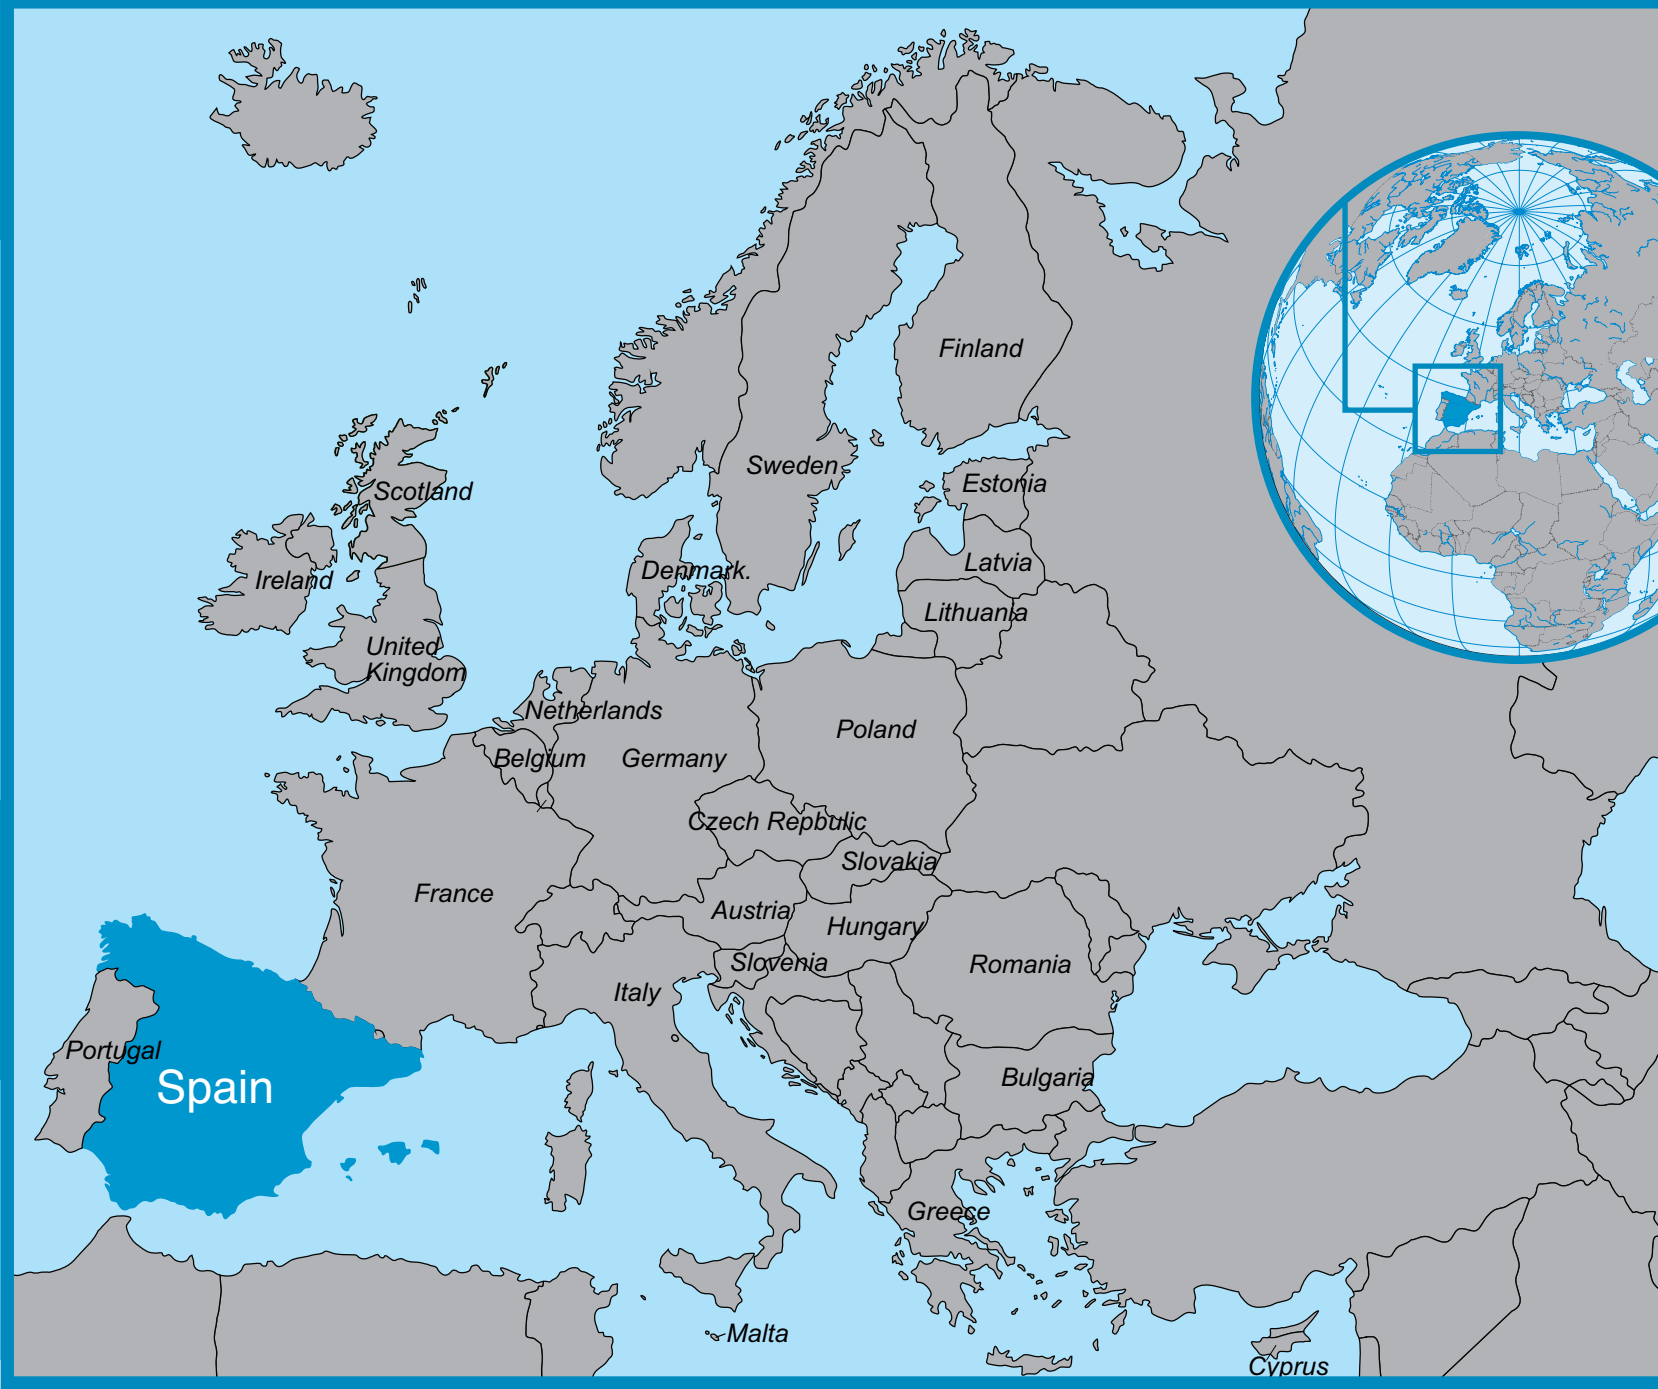 Finland
Sweden
Estonia
Scotland
Latvia
Denmark.
Ireland
Lithuania
United
Kingdom
Netherlands
Poland
Belgium
Germany
Czech Repbulic
Slovakia
France
Austria
Hungary
Slovenia
Romania
Italy
Portugal
Spain
Bulgaria
Greece
Malta
Cyprus